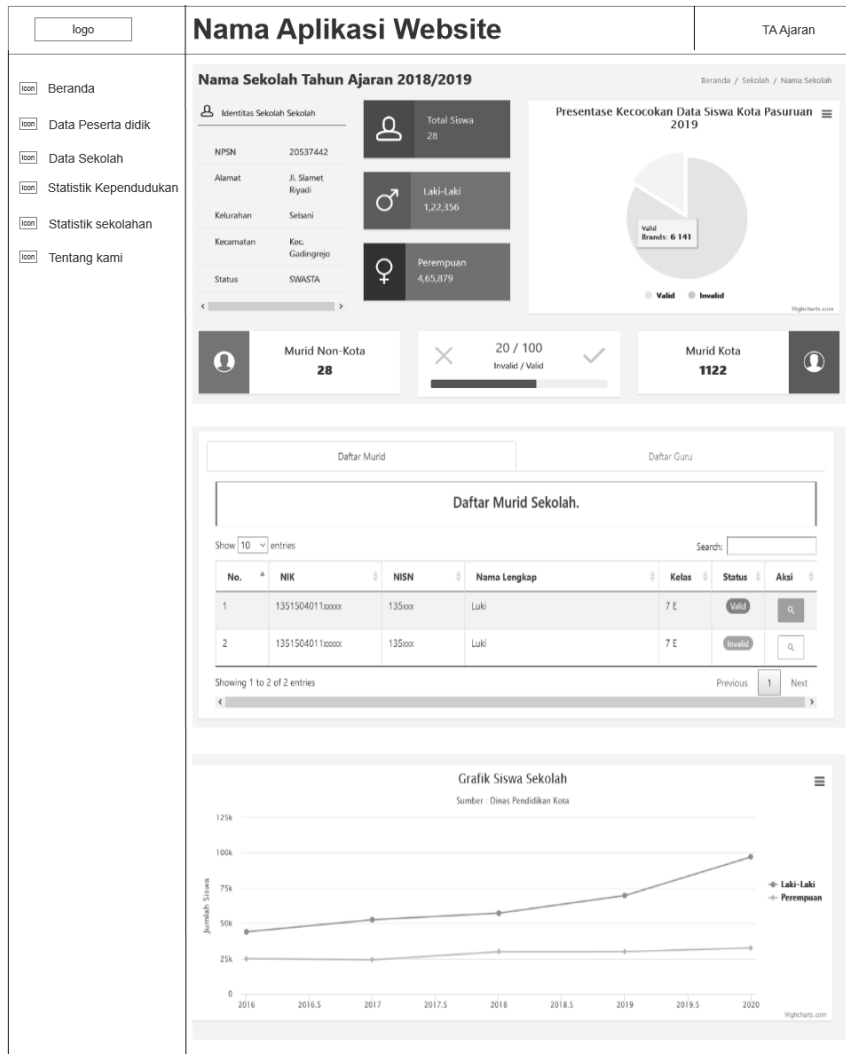 logo
Nama Aplikasi Website
TA Ajaran
Icon Beranda
Icon Data Peserta didik
Icon Data Sekolah
Icon Statistik Kependudukan
Icon Statistik sekolahan
Icon Tentang kami
Nama Sekolah Tahun Ajaran 2018/2019
Beranda / Sekolah / Nama Sekolah
Identitas Sekolah Sekolah
NPSN 20537442
Alamat Jl. Slamet
Riyadi
Kelurahan Sebani
Kecamatan Kec.
Gadingrejo
Status SWASTA
Total Siswa
28
Laki-Laki
1,22,356
Perempuan
4,65,879
Presentase Kecocokan Data Siswa Kota Pasuruan
2019
Valid
Brands: 6 141
Valid Invalid
Highcharts.com
Murid Non-Kota
28
20 / 100
Invalid / Valid
Murid Kota
1122
Daftar Murid Daftar Guru
Daftar Murid Sekolah.
Show 10 entries Search:
No. NIK NISN Nama Lengkap Kelas Status Aksi
1 1351504011xxxxx 135xxx Luki 7 E Valid
2 1351504011xxxxx 135xxx Luki 7 E Invalid
Showing 1 to 2 of 2 entries Previous 1 Next
Grafik Siswa Sekolah
Sumber : Dinas Pendidikan Kota
Jumlah Siswa
125k
100k
75k
50k
25k
0
2016 2016.5 2017 2017.5 2018 2018.5 2019 2019.5 2020
Laki-Laki
Perempuan
Highcharts.com